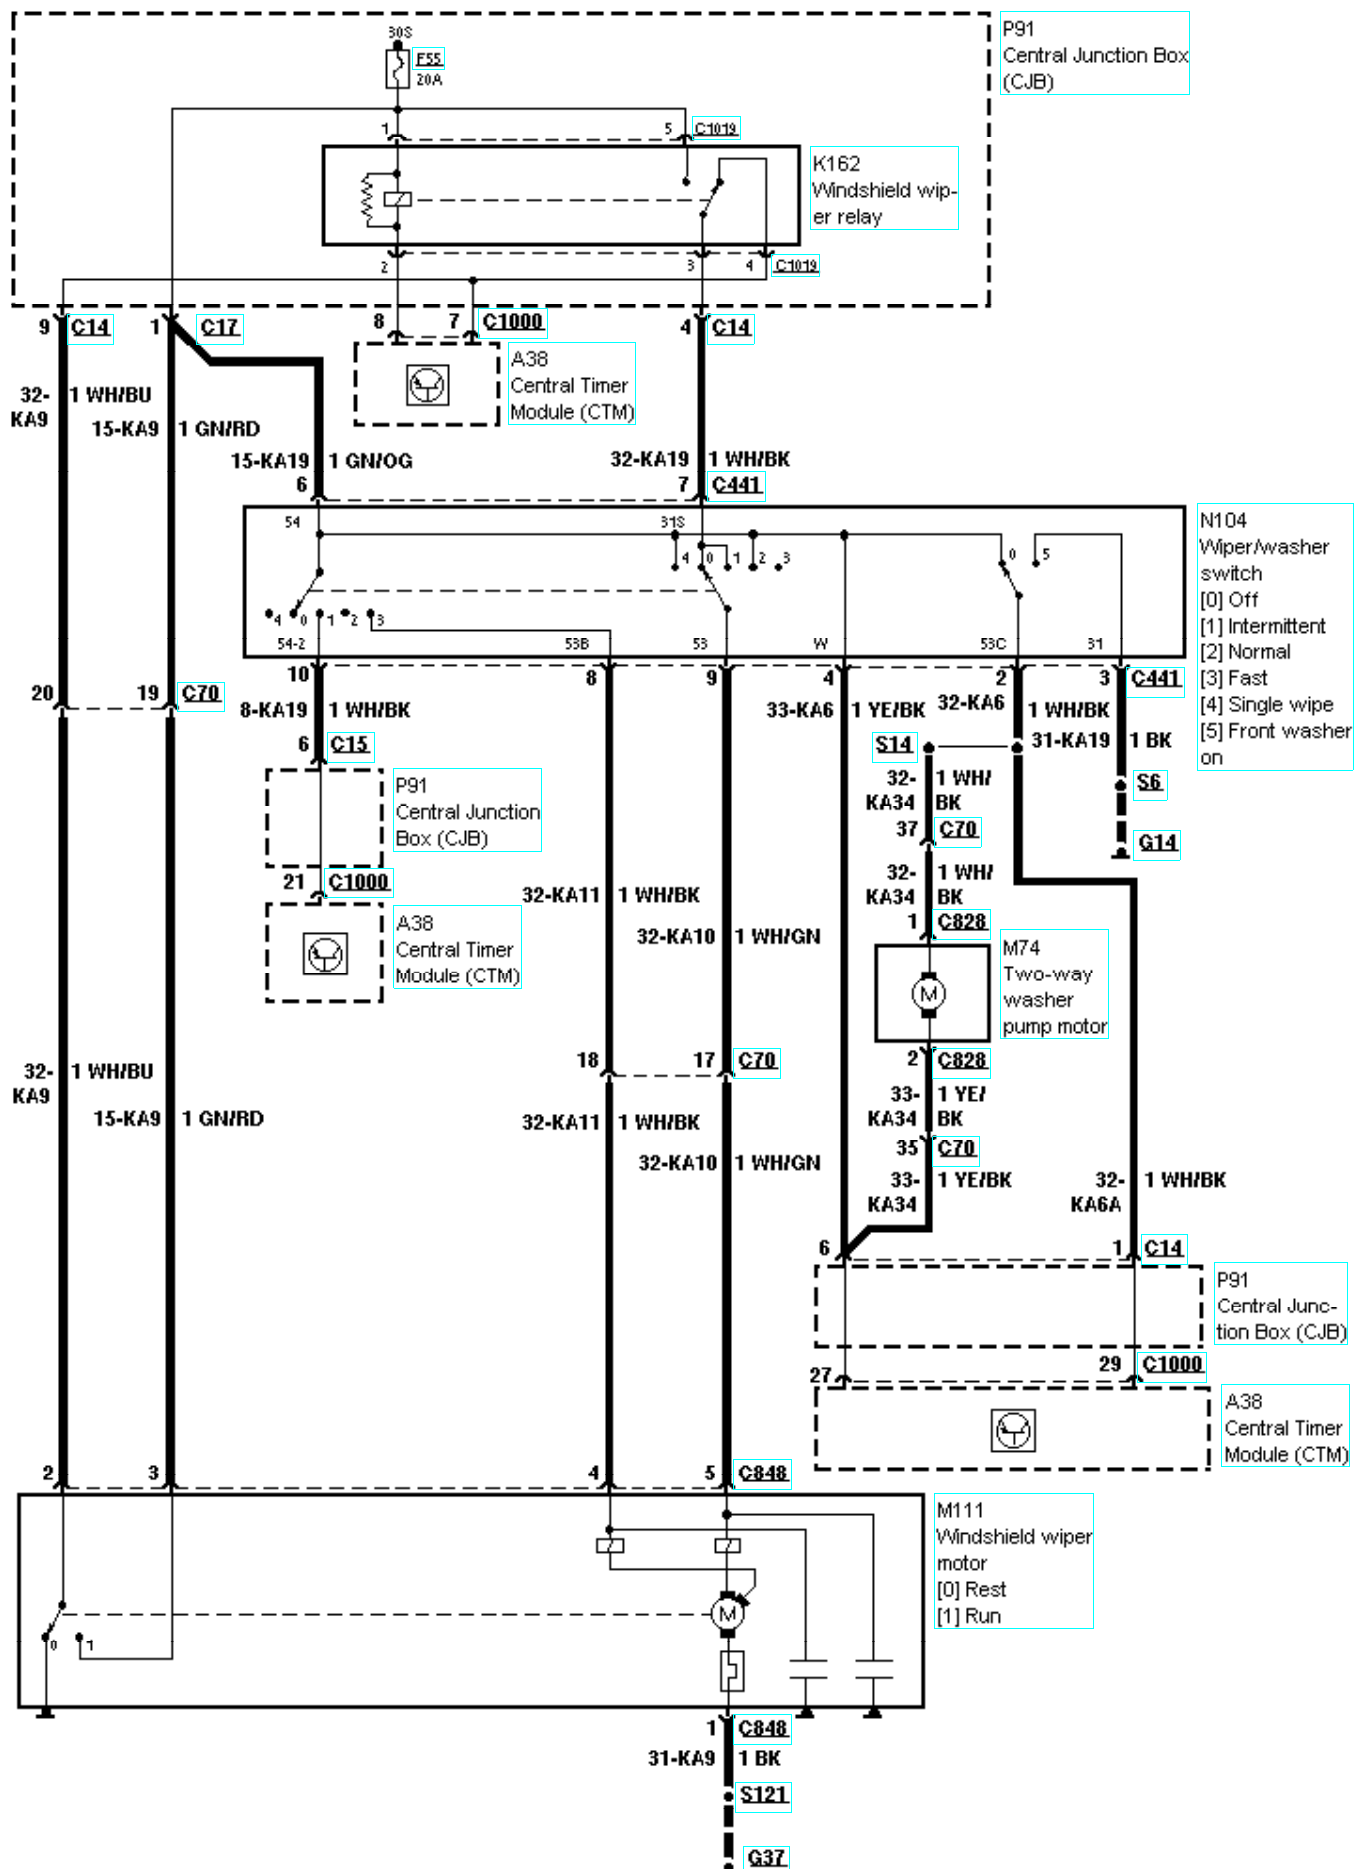 30S
F55
20A
P91
Central Junction Box
(CJB)
1
5
C1019
K162
Windshield wip-
er relay
2
3
4
C1019
9
C14
1
C17
8
7
C1000
4
C14
A38
Central Timer
Module (CTM)
32-
KA9
1 WH/BU
15-KA9
1 GN/RD
15-KA19
1 GN/OG
32-KA19
1 WH/BK
6
7
C441
54
31S
4
0
1
2
3
0
5
4
0
1
2
3
54-2
53B
53
W
53C
31
N104
Wiper/washer
switch
[0] Off
[1] Intermittent
[2] Normal
[3] Fast
[4] Single wipe
[5] Front washer
on
10
8
9
4
2
3
C441
20
19
C70
8-KA19
1 WH/BK
33-KA6
1 YE/BK
32-KA6
1 WH/BK
31-KA19
1 BK
6
C15
S14
S6
G14
P91
Central Junction
Box (CJB)
32-
KA34
1 WH/
BK
37
C70
21
C1000
32-KA11
1 WH/BK
32-
KA34
1 WH/
BK
1
C828
A38
Central Timer
Module (CTM)
32-KA10
1 WH/GN
M
M74
Two-way
washer
pump motor
2
C828
32-
KA9
1 WH/BU
15-KA9
1 GN/RD
18
17
C70
32-KA11
1 WH/BK
32-KA10
1 WH/GN
33-
KA34
1 YE/
BK
35
C70
33-
KA34
1 YE/BK
32-
KA6A
1 WH/BK
6
1
C14
P91
Central Junc-
tion Box (CJB)
27
29
C1000
A38
Central Timer
Module (CTM)
2
3
4
5
C848
M111
Windshield wiper
motor
[0] Rest
[1] Run
M
0
1
1
C848
31-KA9
1 BK
S121
G37